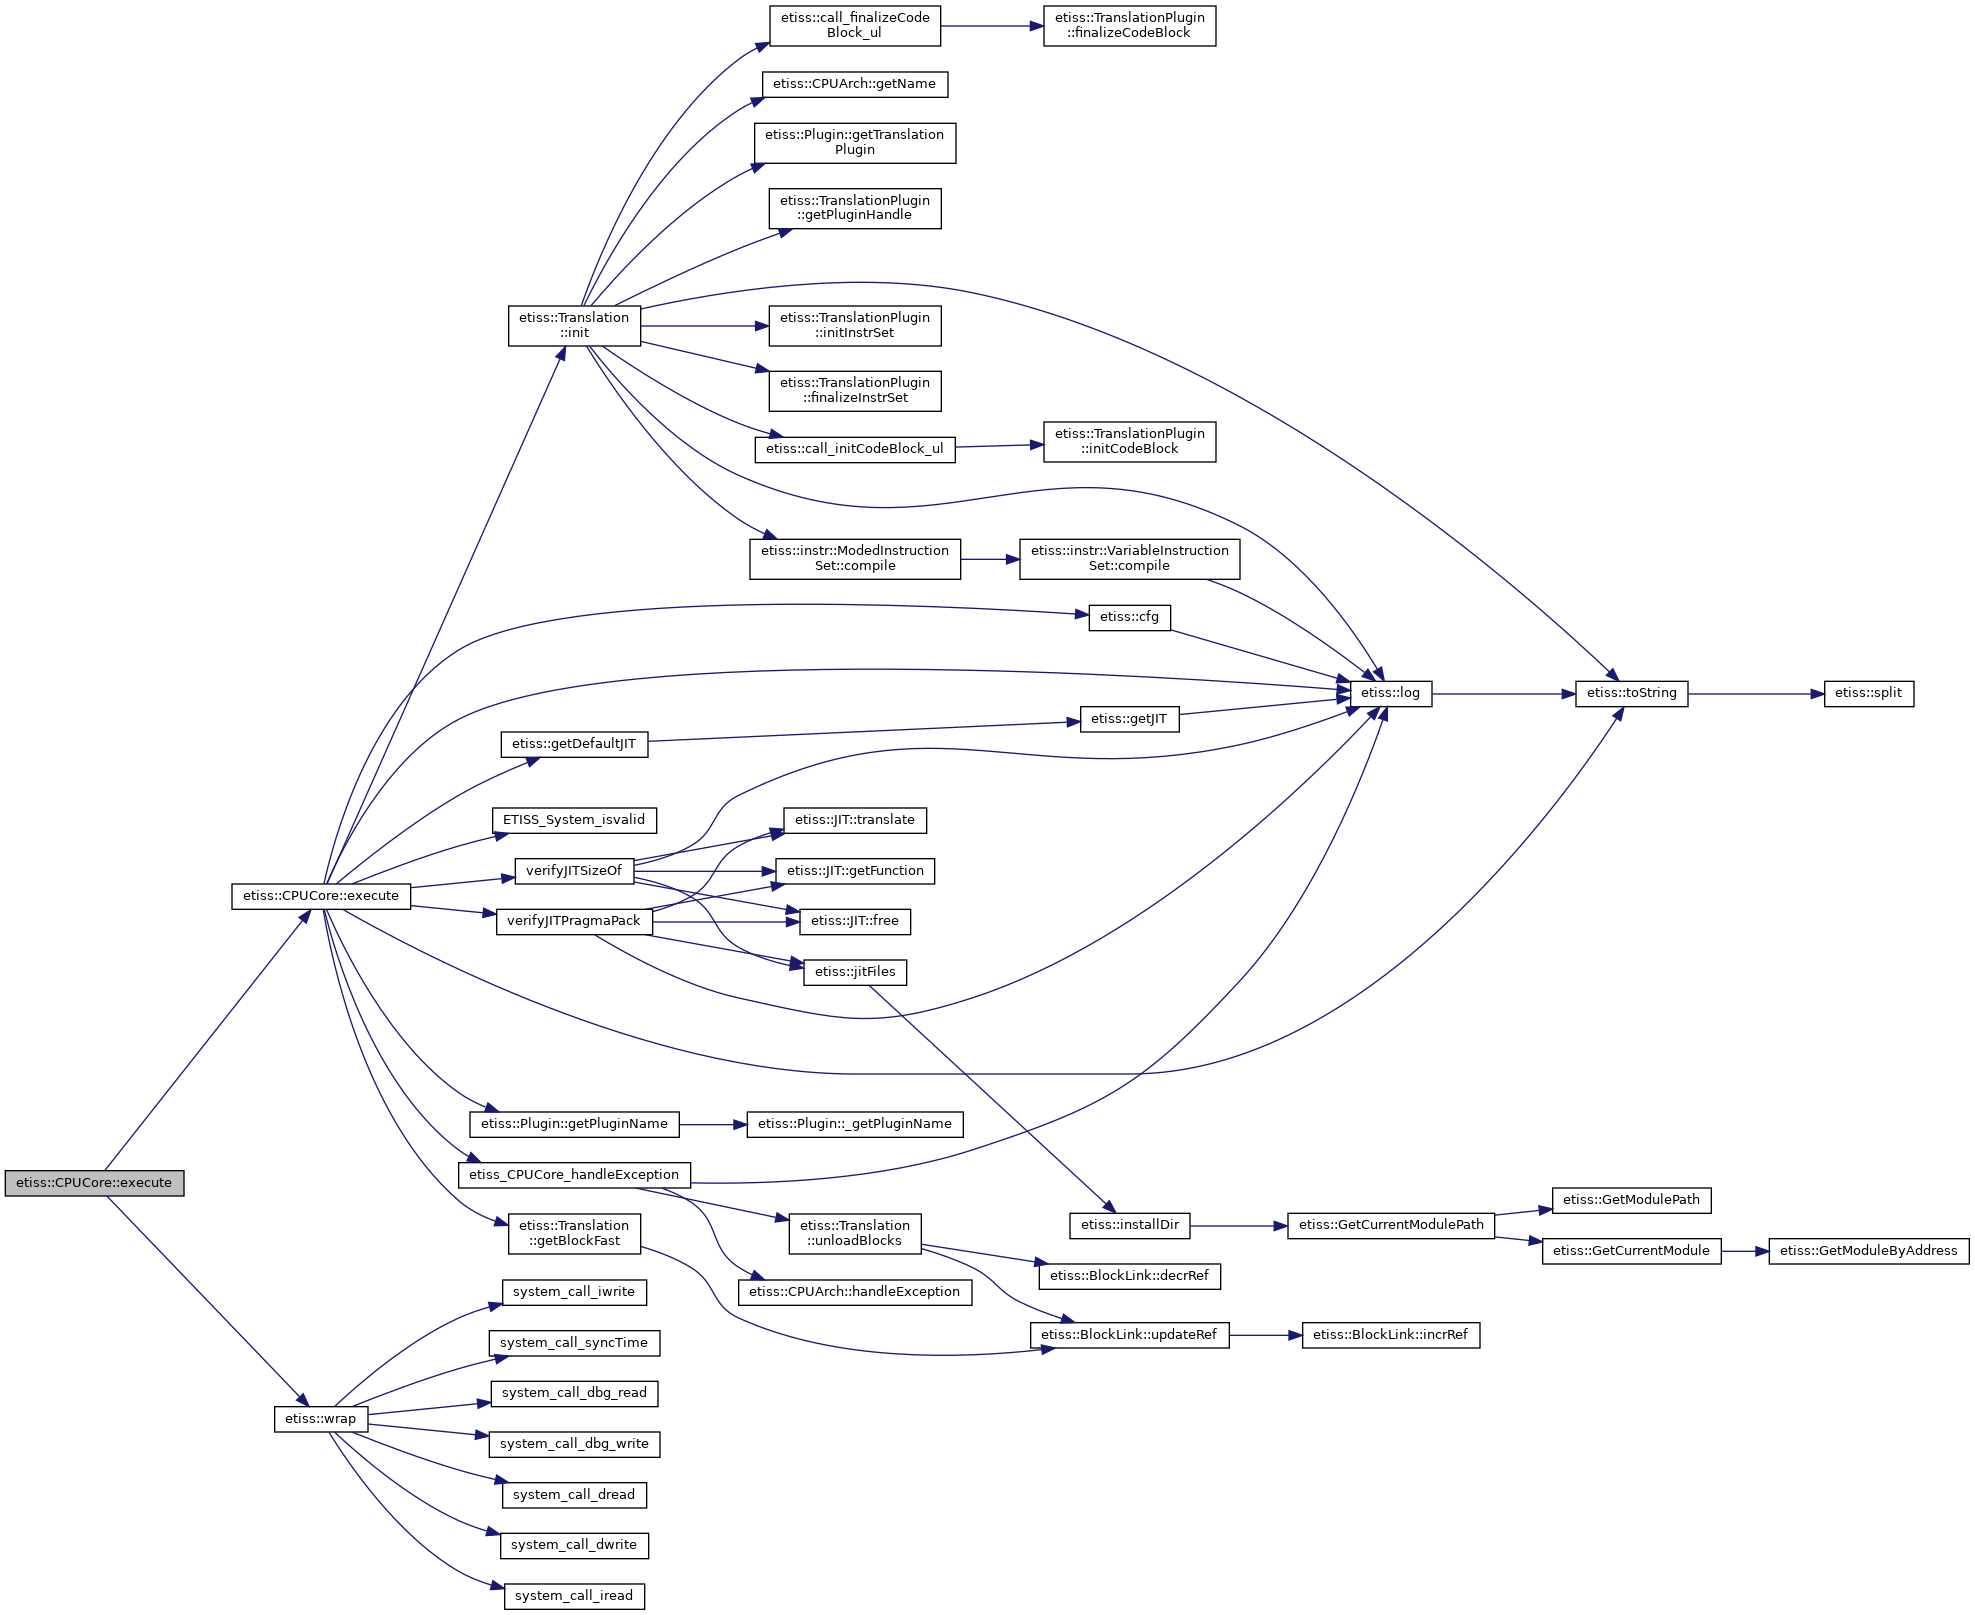 etiss::call_finalizeCode
Block_ul
etiss::TranslationPlugin
::finalizeCodeBlock
etiss::CPUArch::getName
etiss::Plugin::getTranslation
Plugin
etiss::TranslationPlugin
::getPluginHandle
etiss::Translation
::init
etiss::TranslationPlugin
::initInstrSet
etiss::TranslationPlugin
::finalizeInstrSet
etiss::call_initCodeBlock_ul
etiss::TranslationPlugin
::initCodeBlock
etiss::instr::ModedInstruction
Set::compile
etiss::instr::VariableInstruction
Set::compile
etiss::cfg
etiss::log
etiss::toString
etiss::split
etiss::getJIT
etiss::getDefaultJIT
ETISS_System_isvalid
etiss::JIT::translate
verifyJITSizeOf
etiss::JIT::getFunction
etiss::CPUCore::execute
verifyJITPragmaPack
etiss::JIT::free
etiss::jitFiles
etiss::Plugin::getPluginName
etiss::Plugin::_getPluginName
etiss::CPUCore::execute
etiss_CPUCore_handleException
etiss::Translation
::getBlockFast
etiss::Translation
::unloadBlocks
etiss::installDir
etiss::GetCurrentModulePath
etiss::GetModulePath
etiss::GetCurrentModule
etiss::GetModuleByAddress
etiss::BlockLink::decrRef
etiss::CPUArch::handleException
etiss::BlockLink::updateRef
etiss::BlockLink::incrRef
system_call_iwrite
system_call_syncTime
system_call_dbg_read
etiss::wrap
system_call_dbg_write
system_call_dread
system_call_dwrite
system_call_iread